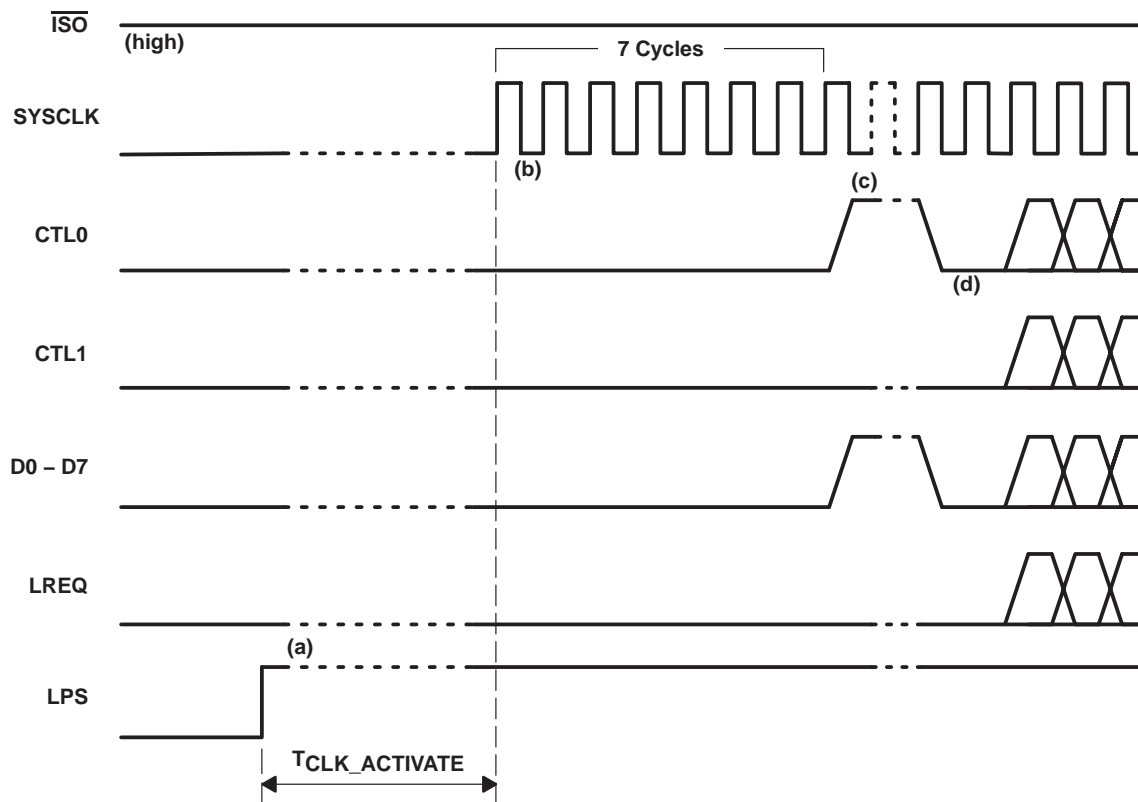 ISO
(high)
7 Cycles
SYSCLK
(b)
(c)
CTL0
(d)
CTL1
D0 – D7
LREQ
(a)
LPS
TCLK_ACTIVATE